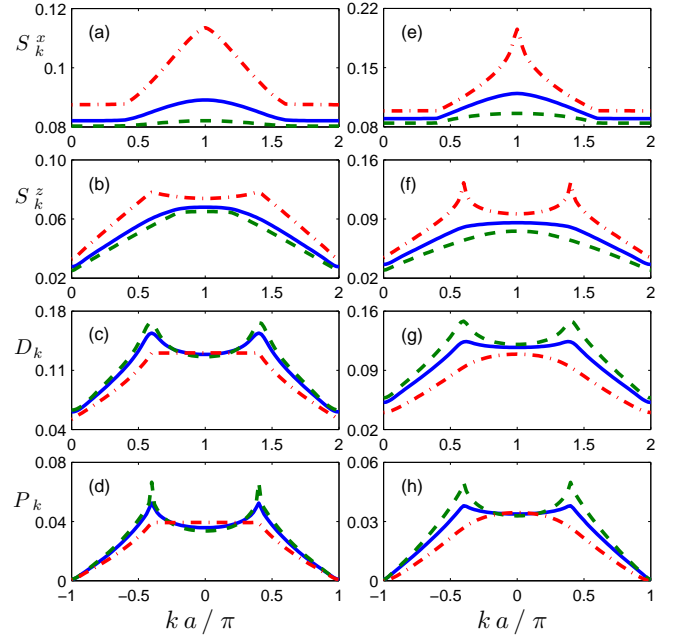 0.12 (a) 0.22 (e)
S k x 0.1 0.15
0.08 0.08
0 0.5 1 1.5 2 0 0.5 1 1.5 2
0.10 (b) 0.16 (f)
S k z 0.06 0.09
0.02 0.02
0 0.5 1 1.5 2 0 0.5 1 1.5 2
0.18 (c) 0.16 (g)
D k 0.11 0.09
0.04 0.02
0 0.5 1 1.5 2 0 0.5 1 1.5 2
0.08 (d) 0.06 (h)
P k 0.04 0.03
0 0
−1 −0.5 0 0.5 1 −1 −0.5 0 0.5 1
k a / π k a / π